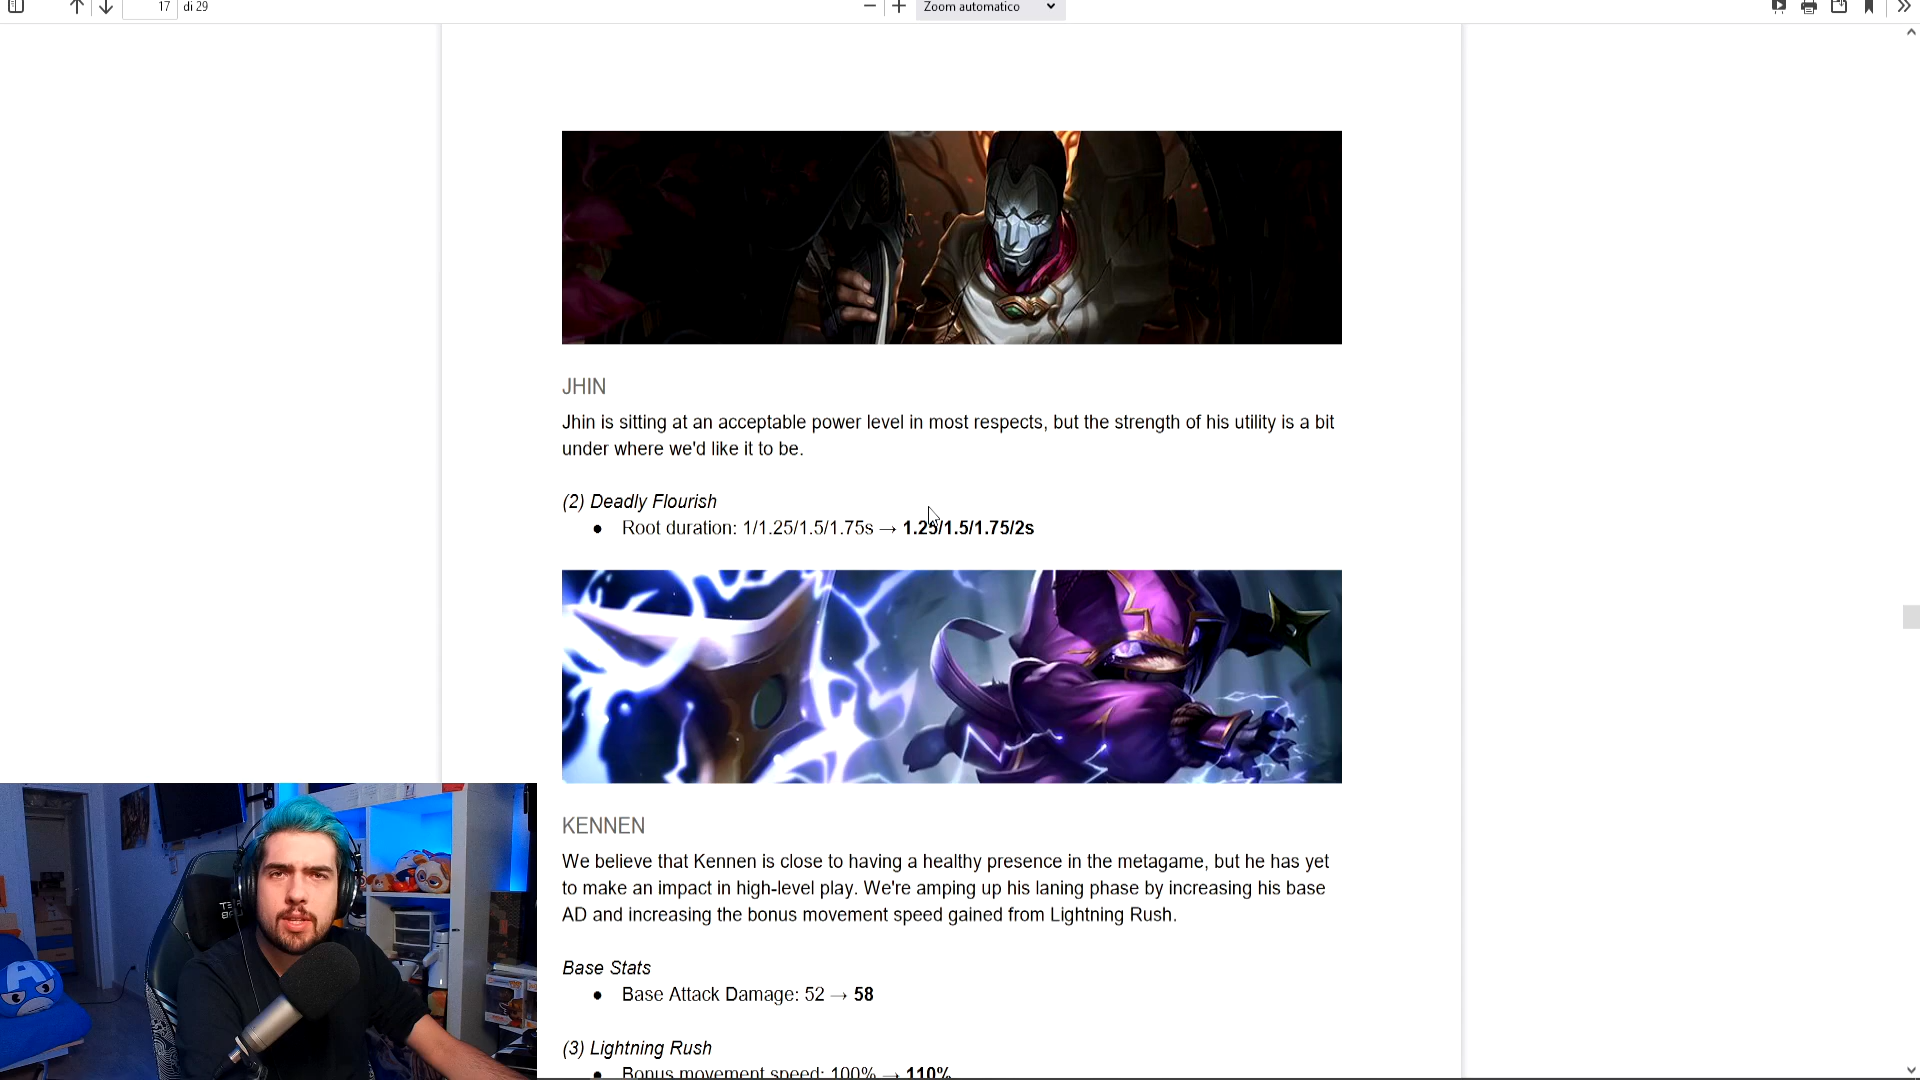 17 di 29 Zoom automatico
JHIN
Jhin is sitting at an acceptable power level in most respects, but the strength of his utility is a bit
under where we'd like it to be.
(2) Deadly Flourish
● Root duration: 1/1.25/1.5/1.75s → 1.25/1.5/1.75/2s
KENNEN
We believe that Kennen is close to having a healthy presence in the metagame, but he has yet
to make an impact in high-level play. We're amping up his laning phase by increasing his base
AD and increasing the bonus movement speed gained from Lightning Rush.
Base Stats
● Base Attack Damage: 52 → 58
(3) Lightning Rush
● Bonus movement speed: 100% → 110%